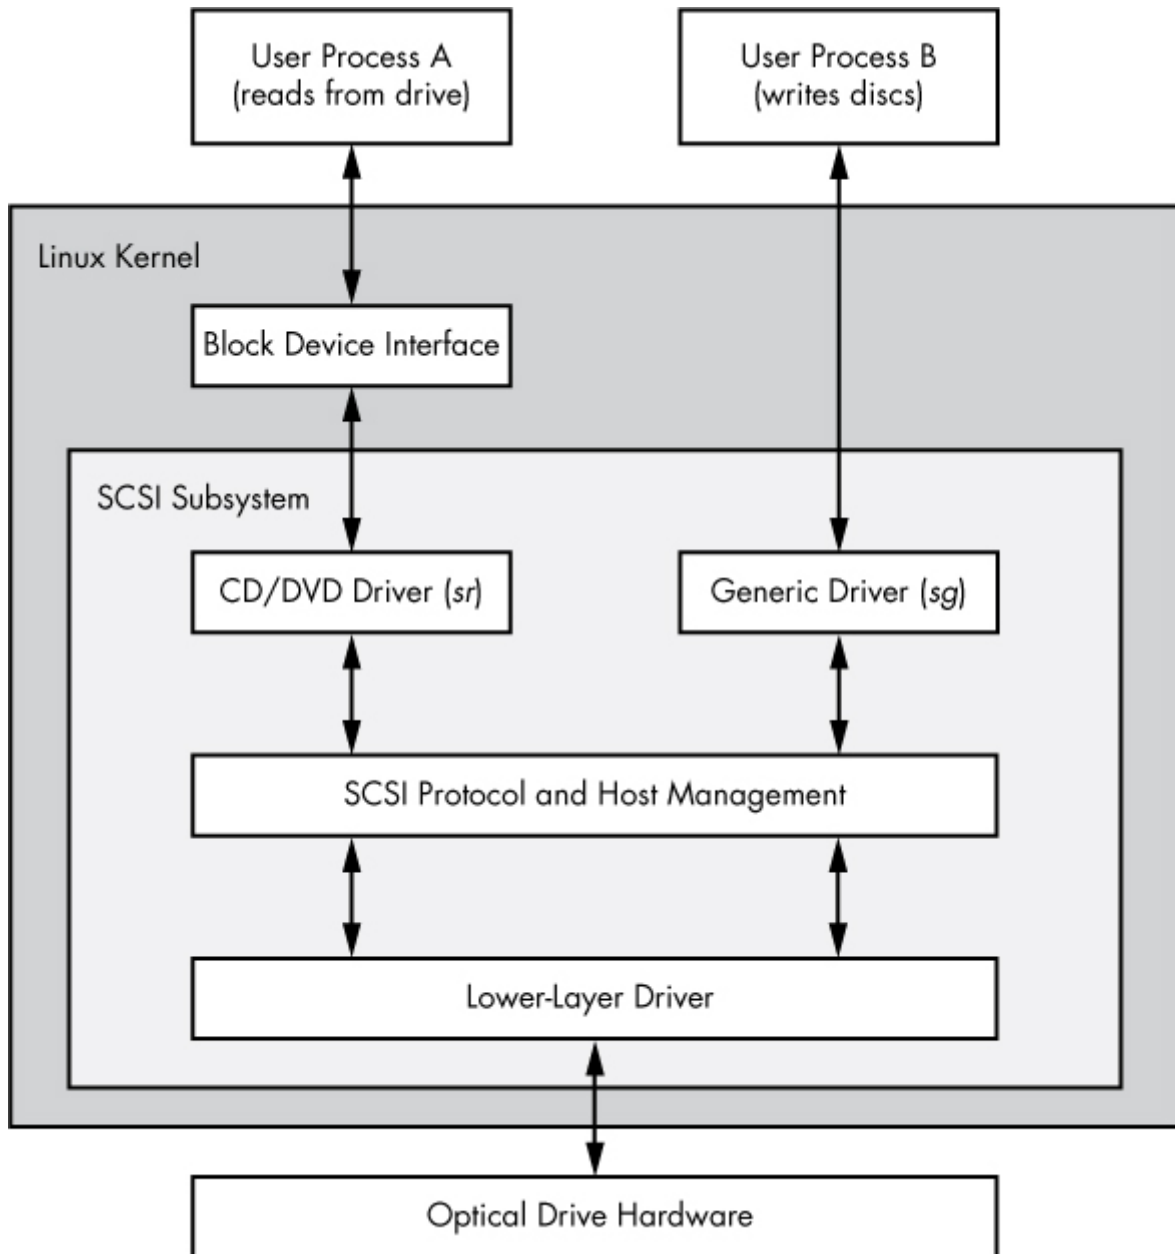 User Process A
(reads from drive)
User Process B
(writes discs)
Linux Kernel
Block Device Interface
SCSI Subsystem
CD/DVD Driver (sr)
Generic Driver (sg)
SCSI Protocol and Host Management
Lower-Layer Driver
Optical Drive Hardware